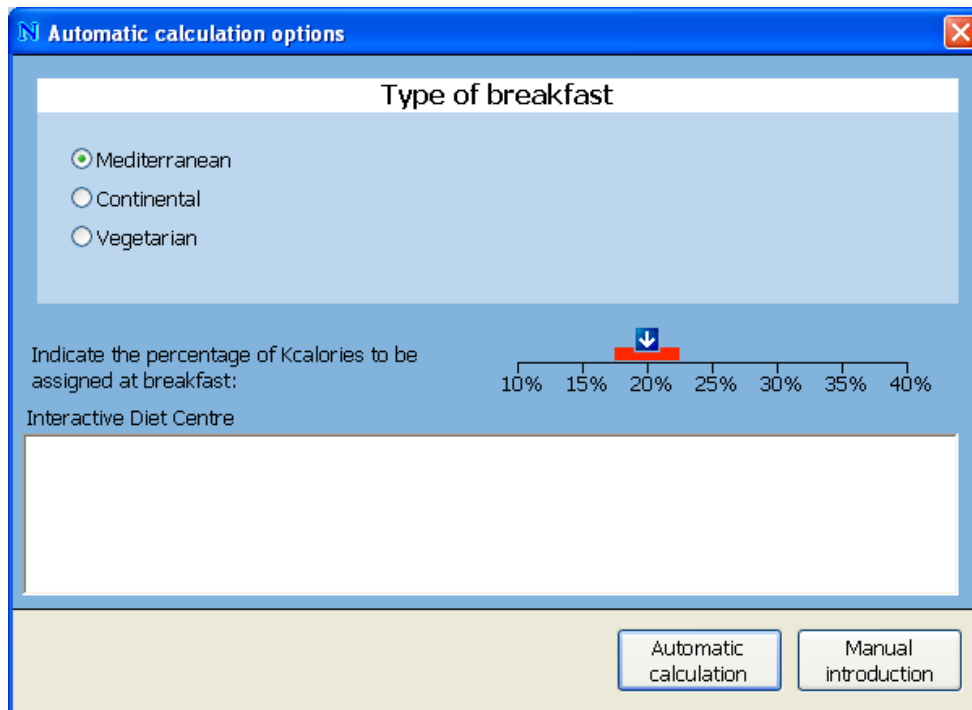 N Automatic calculation options
Type of breakfast
Mediterranean
Continental
Vegetarian
Indicate the percentage of Kcalories to be
assigned at breakfast:
10% 15% 20% 25% 30% 35% 40%
Interactive Diet Centre
Automatic
calculation
Manual
introduction